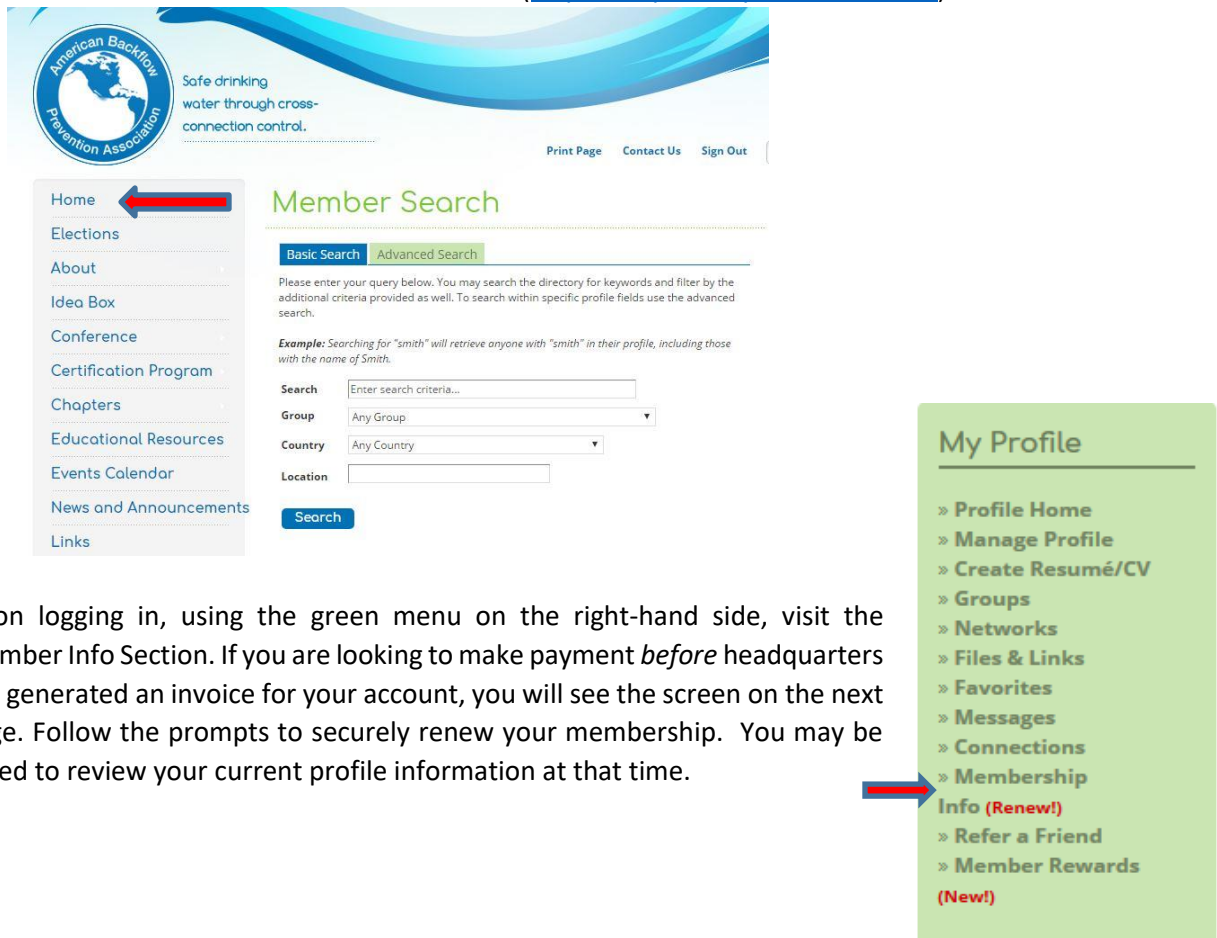 American Backflow
Prevention Association
Safe drinking
water through cross-
connection control.
Print Page Contact Us Sign Out
Home
Elections
About
Idea Box
Conference
Certification Program
Chapters
Educational Resources
Events Calendar
News and Announcements
Links
Member Search
Basic Search Advanced Search
Please enter your query below. You may search the directory for keywords and filter by the
additional criteria provided as well. To search within specific profile fields use the advanced
search.
Example: Searching for "smith" will retrieve anyone with "smith" in their profile, including those
with the name of Smith.
Search Enter search criteria...
Group Any Group
Country Any Country
Location
Search
on logging in, using the green menu on the right-hand side, visit the
mber Info Section. If you are looking to make payment before headquarters
generated an invoice for your account, you will see the screen on the next
ge. Follow the prompts to securely renew your membership. You may be
ed to review your current profile information at that time.
My Profile
» Profile Home
» Manage Profile
» Create Resumé/CV
» Groups
» Networks
» Files & Links
» Favorites
» Messages
» Connections
» Membership
Info (Renew!)
» Refer a Friend
» Member Rewards
(New!)